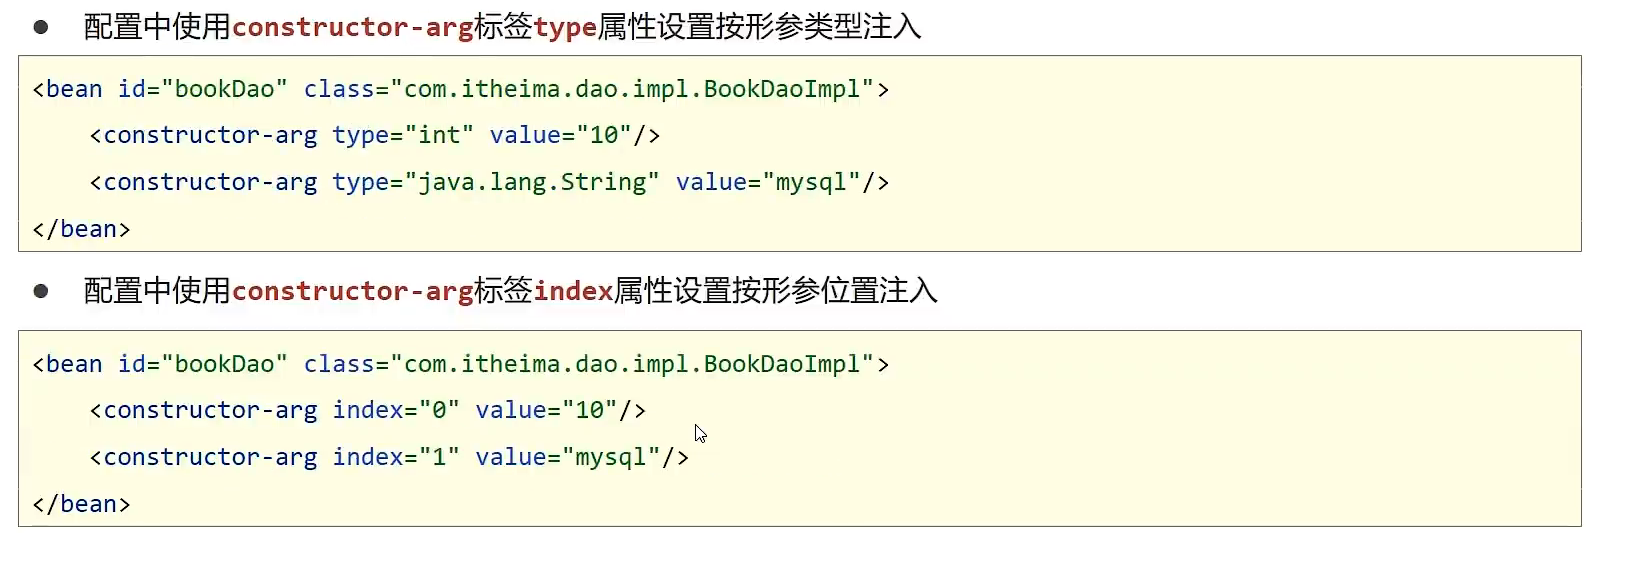 ● 配置中使用constructor-arg标签type属性设置按形参类型注入
<bean id="bookDao" class="com.itheima.dao.impl.BookDaoImpl">
    <constructor-arg type="int" value="10"/>
    <constructor-arg type="java.lang.String" value="mysql"/>
</bean>
● 配置中使用constructor-arg标签index属性设置按形参位置注入
<bean id="bookDao" class="com.itheima.dao.impl.BookDaoImpl">
    <constructor-arg index="0" value="10"/>
    <constructor-arg index="1" value="mysql"/>
</bean>